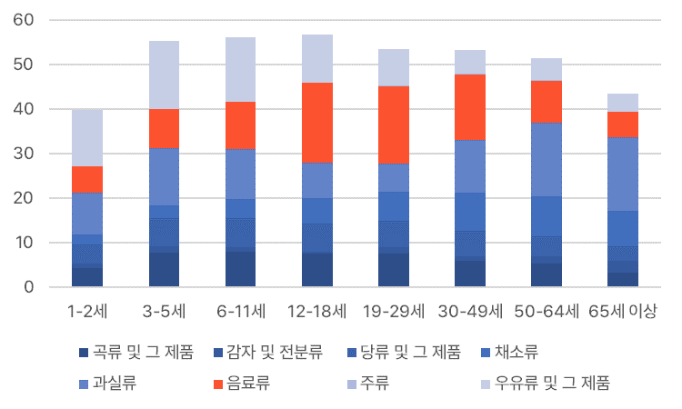 60
50
40
30
20
10
0
1-2세 3-5세 6-11세 12-18세 19-29세 30-49세 50-64세 65세 이상
곡류 및 그 제품 감자 및 전분류 당류 및 그 제품 채소류
과실류 음료류 주류 우유류 및 그 제품